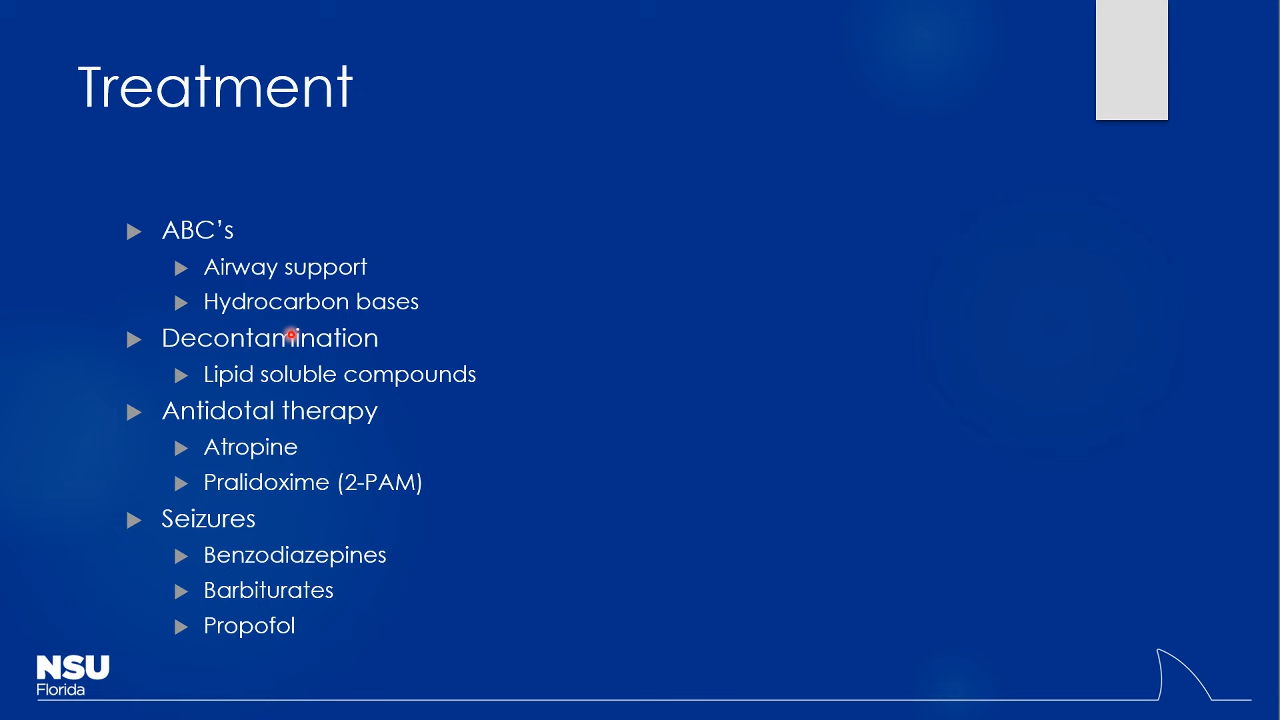 Treatment
ABC’s
Airway support
Hydrocarbon bases
Decontamination
Lipid soluble compounds
Antidotal therapy
Atropine
Pralidoxime (2-PAM)
Seizures
Benzodiazepines
Barbiturates
Propofol
NSU
Florida